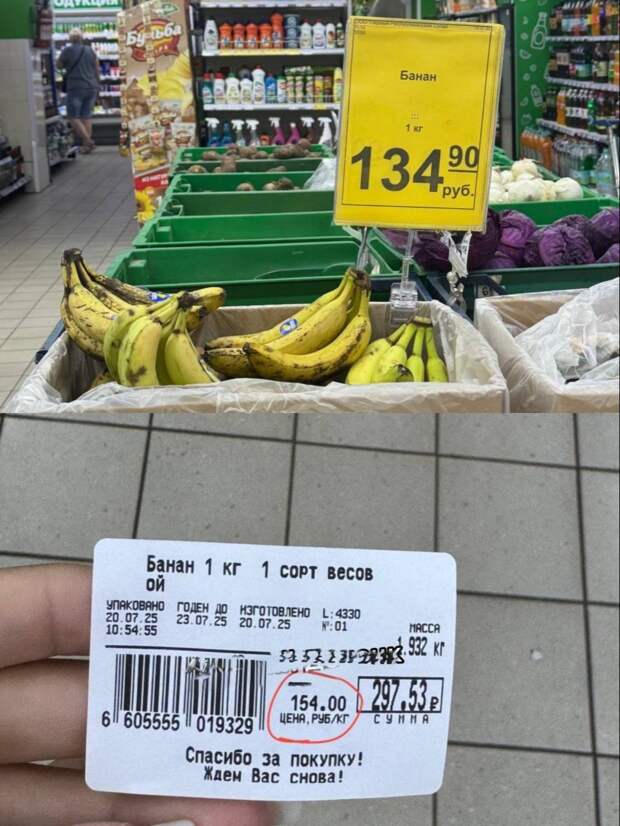 ОДУКЦИЯ
Бульба
Банан
1 кг
134 90
руб.
Банан 1 кг 1 сорт весов
ой
УПАКОВАНО ГОДЕН ДО ИЗГОТОВЛЕНО L:4330
20.07.25 23.07.25 20.07.25 №:01
10:54:55
МАССА
1.932 КГ
154.00
ЦЕНА, РУБ/КГ
297.53₽
СУММА
6 605555 019329
Спасибо за покупку!
Ждем Вас снова!